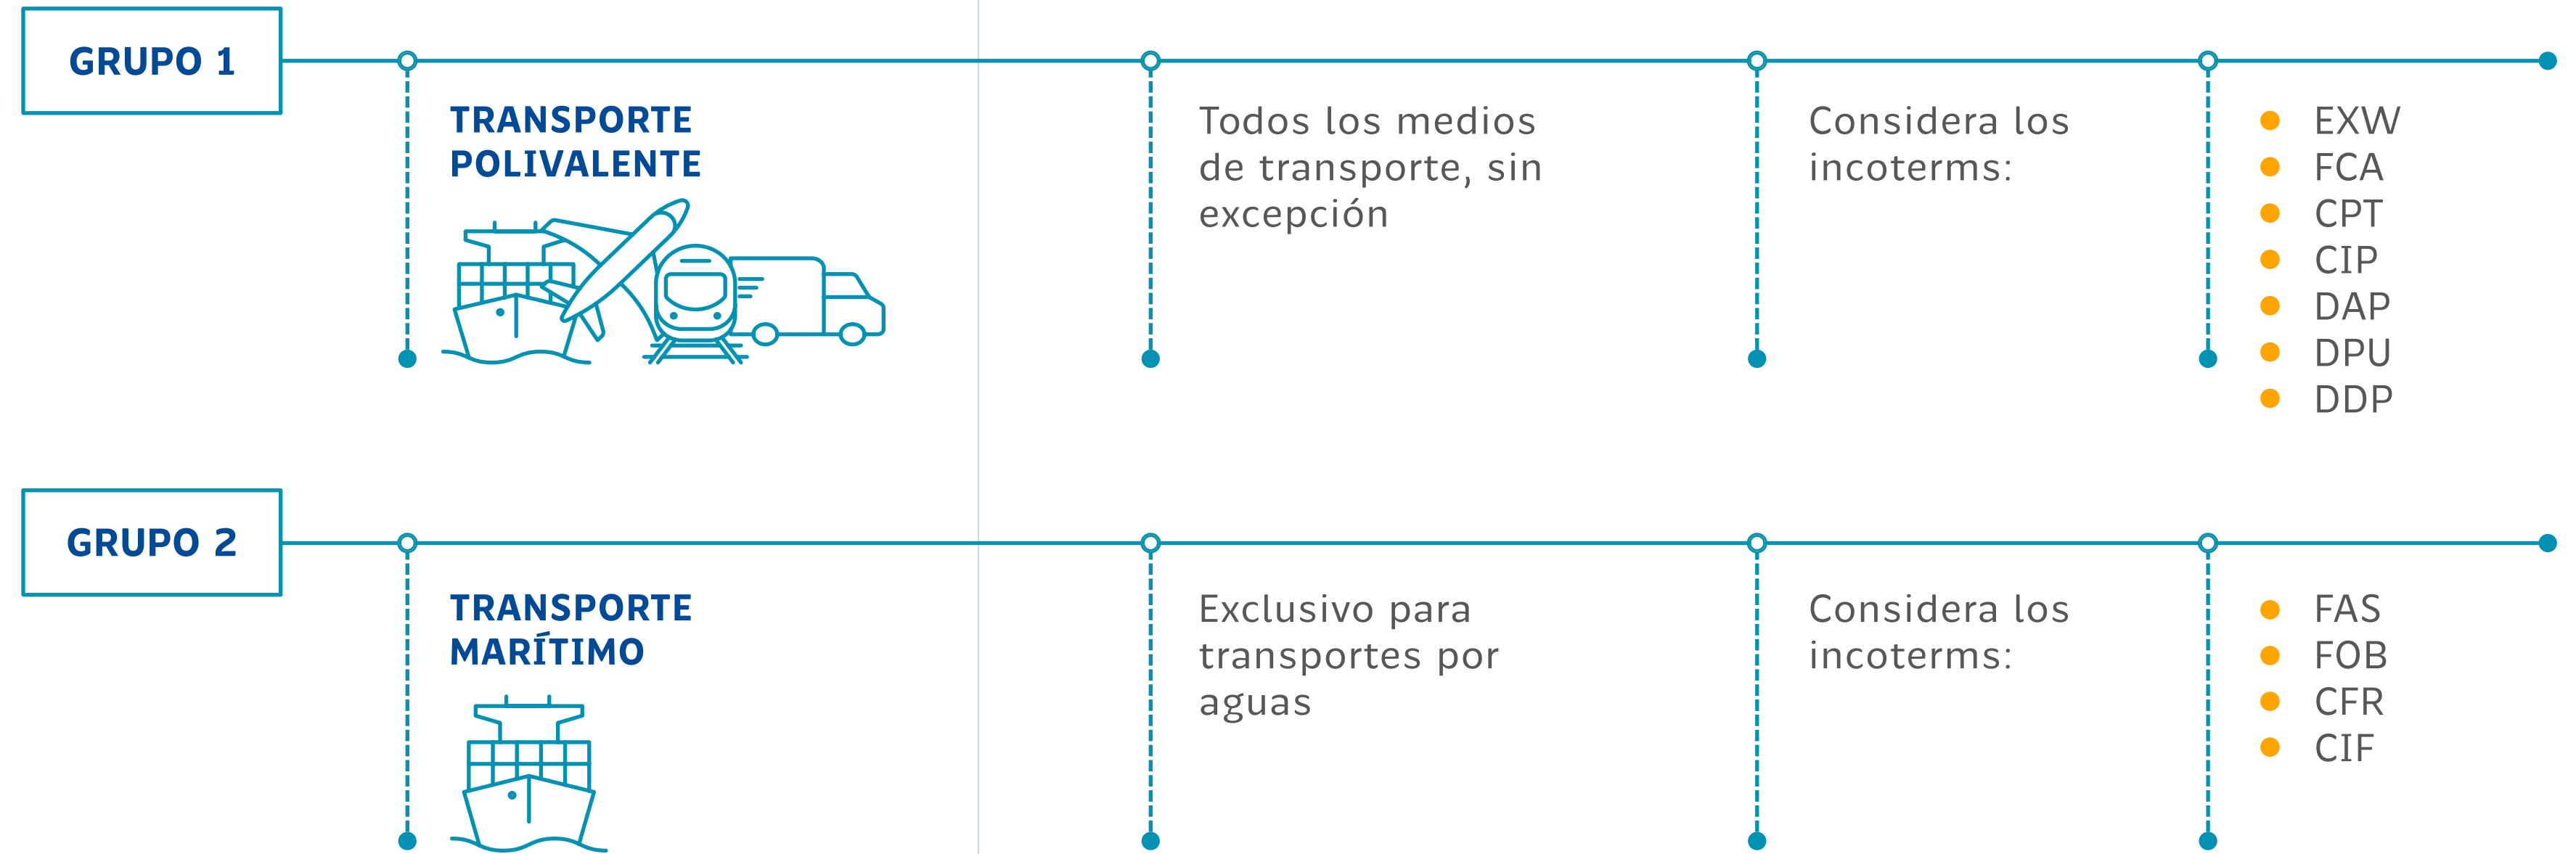 GRUPO 1
TRANSPORTE
POLIVALENTE
Todos los medios
de transporte, sin
excepción
Considera los
incoterms:
EXW
FCA
CPT
CIP
DAP
DPU
DDP
GRUPO 2
TRANSPORTE
MARÍTIMO
Exclusivo para
transportes por
aguas
Considera los
incoterms:
FAS
FOB
CFR
CIF